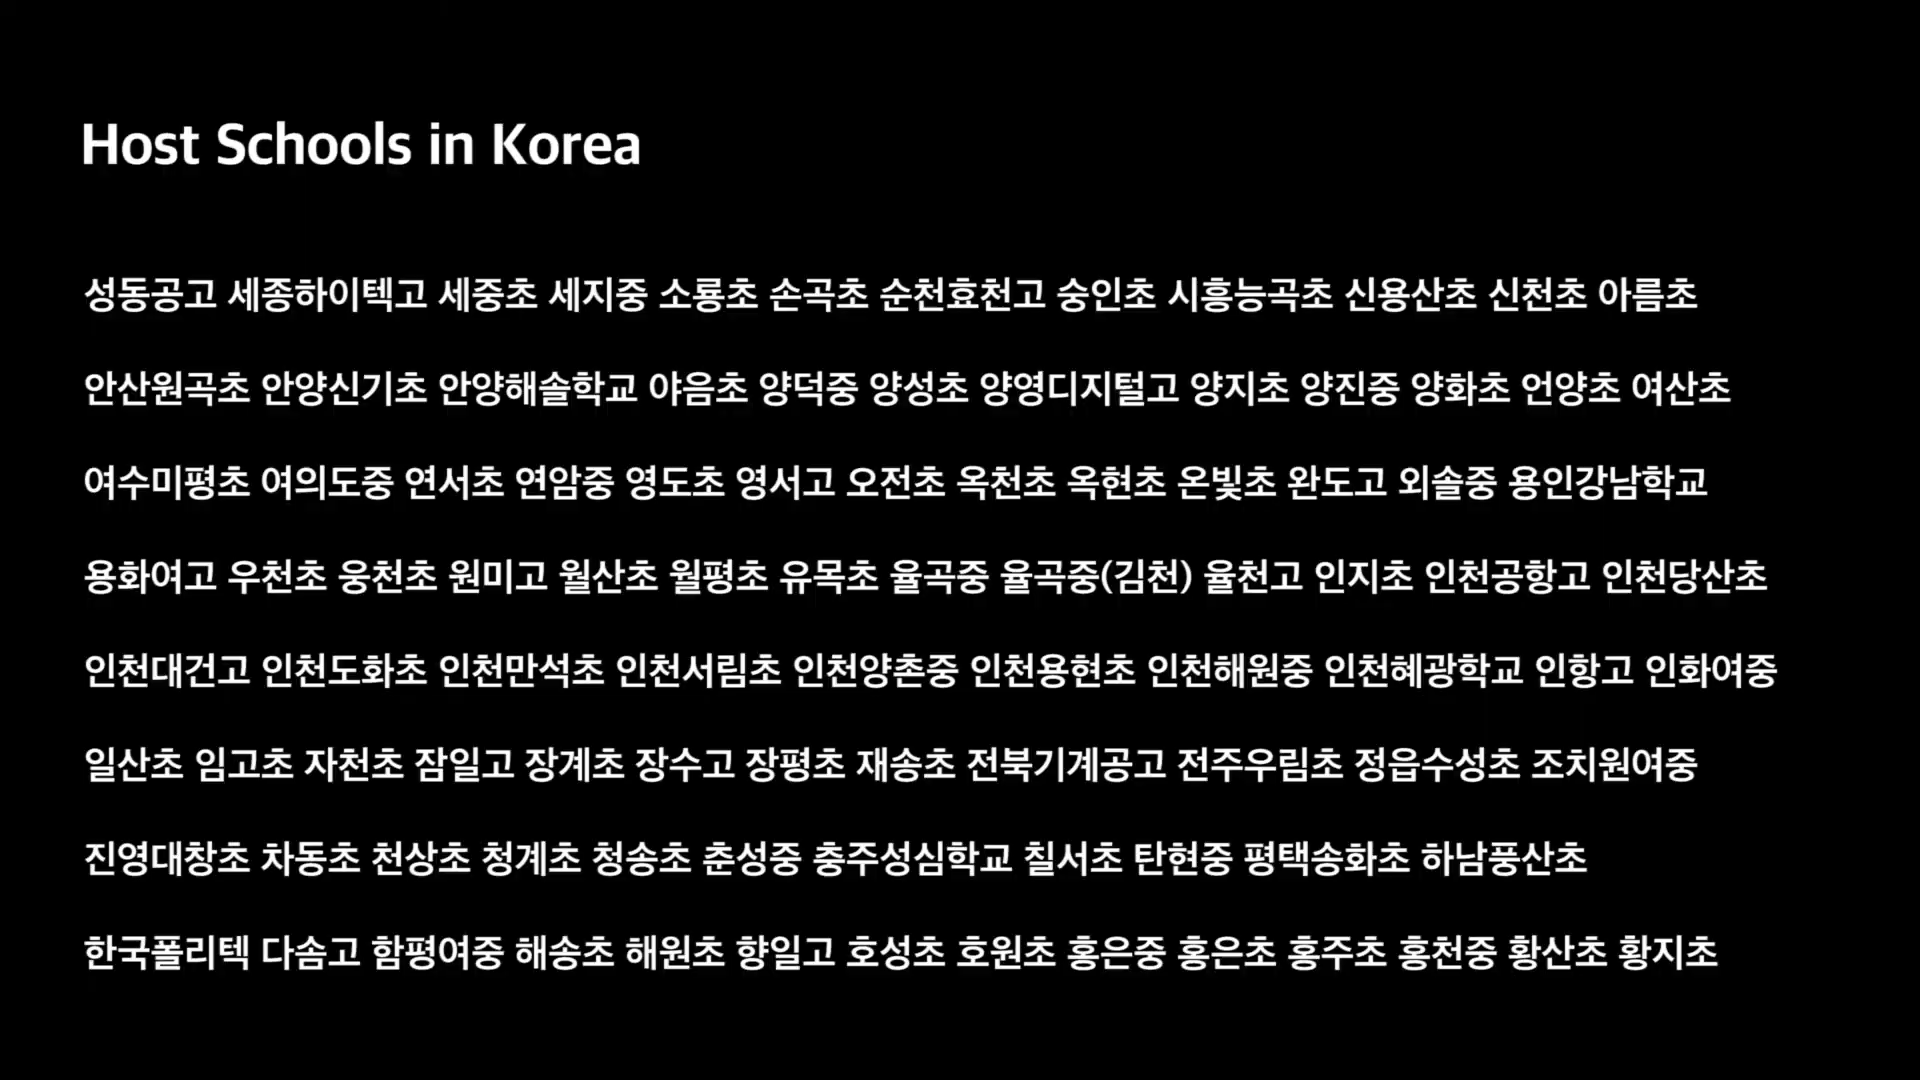 Host Schools in Korea
성동공고 세종하이텍고 세중초 세지중 소룡초 손곡초 순천효천고 숭인초 시흥능곡초 신용산초 신천초 아름초
안산원곡초 안양신기초 안양해솔학교 야음초 양덕중 양성초 양영디지털고 양지초 양진중 양화초 언양초 여산초
여수미평초 여의도중 연서초 연암중 영도초 영서고 오전초 옥천초 옥현초 온빛초 완도고 외솔중 용인강남학교
용화여고 우천초 웅천초 원미고 월산초 월평초 유목초 율곡중 율곡중(김천) 율천고 인지초 인천공항고 인천당산초
인천대건고 인천도화초 인천만석초 인천서림초 인천양촌중 인천용현초 인천해원중 인천혜광학교 인항고 인화여중
일산초 임고초 자천초 잠일고 장계초 장수고 장평초 재송초 전북기계공고 전주우림초 정읍수성초 조치원여중
진영대창초 차동초 천상초 청계초 청송초 춘성중 충주성심학교 칠서초 탄현중 평택송화초 하남풍산초
한국폴리텍 다솜고 함평여중 해송초 해원초 향일고 호성초 호원초 홍은중 홍은초 홍주초 홍천중 황산초 황지초